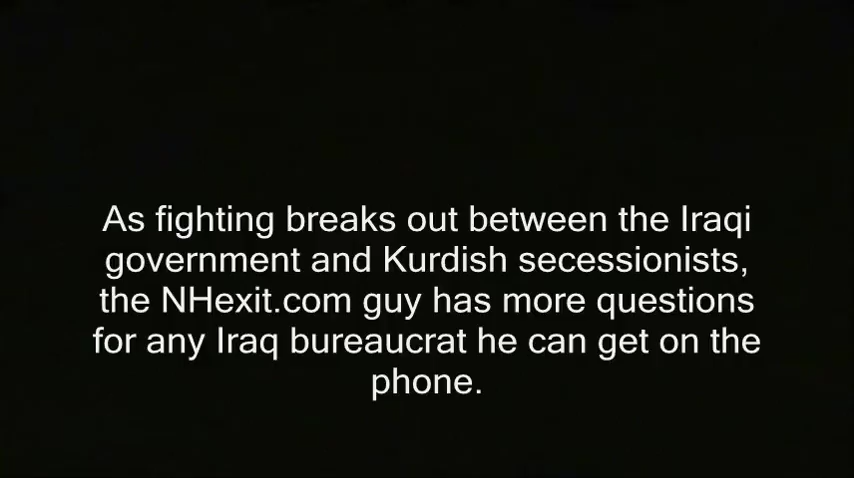 As fighting breaks out between the Iraqi
government and Kurdish secessionists,
the NHexit.com guy has more questions
for any Iraq bureaucrat he can get on the
phone.